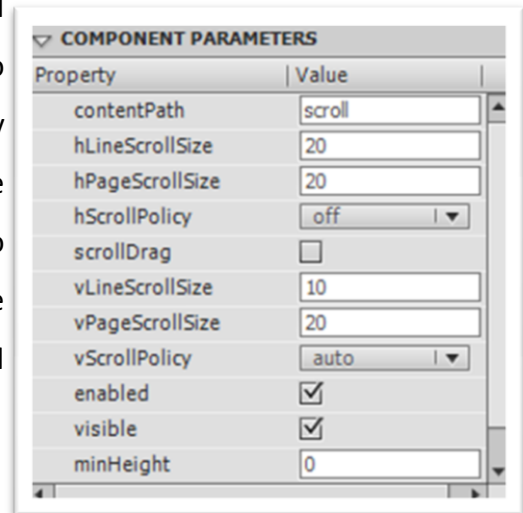 COMPONENT PARAMETERS
Property Value
contentPath scroll
hLineScrollSize 20
hPageScrollSize 20
hScrollPolicy off
scrollDrag
vLineScrollSize 10
vPageScrollSize 20
vScrollPolicy auto
enabled
visible
minHeight 0